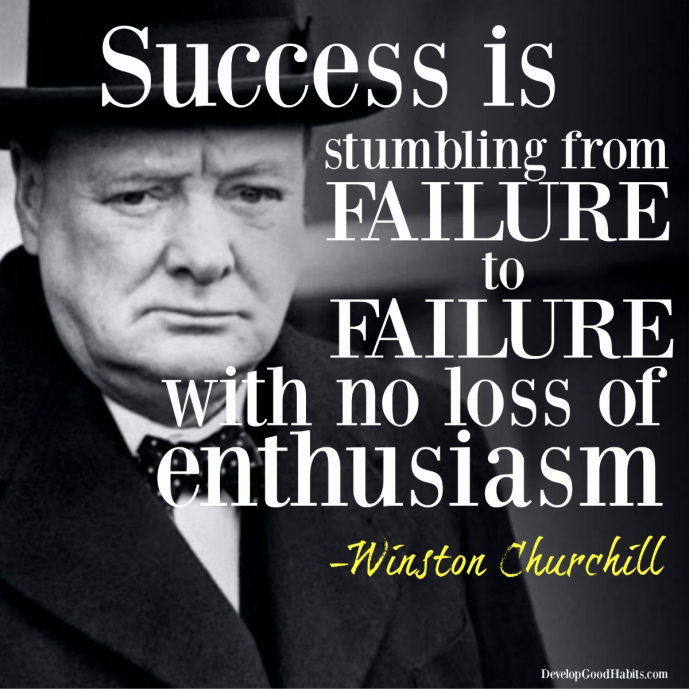 Success is
stumbling from
FAILURE
to
FAILURE
with no loss of
enthusiasm
-Winston Churchill
DevelopGoodHabits.com